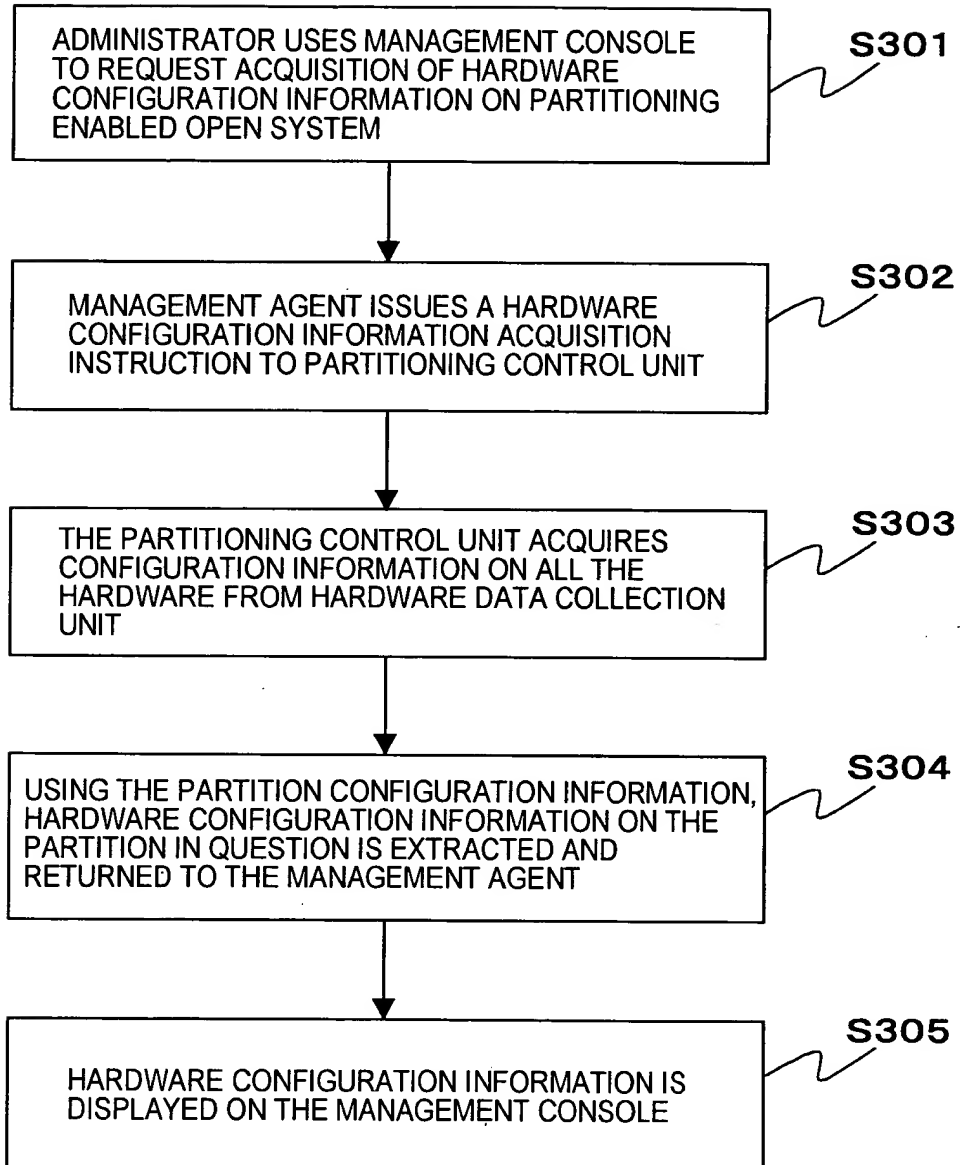 ADMINISTRATOR USES MANAGEMENT CONSOLE
TO REQUEST ACQUISITION OF HARDWARE
CONFIGURATION INFORMATION ON PARTITIONING
ENABLED OPEN SYSTEM
S301
MANAGEMENT AGENT ISSUES A HARDWARE
CONFIGURATION INFORMATION ACQUISITION
INSTRUCTION TO PARTITIONING CONTROL UNIT
S302
THE PARTITIONING CONTROL UNIT ACQUIRES
CONFIGURATION INFORMATION ON ALL THE
HARDWARE FROM HARDWARE DATA COLLECTION
UNIT
S303
USING THE PARTITION CONFIGURATION INFORMATION,
HARDWARE CONFIGURATION INFORMATION ON THE
PARTITION IN QUESTION IS EXTRACTED AND
RETURNED TO THE MANAGEMENT AGENT
S304
HARDWARE CONFIGURATION INFORMATION IS
DISPLAYED ON THE MANAGEMENT CONSOLE
S305